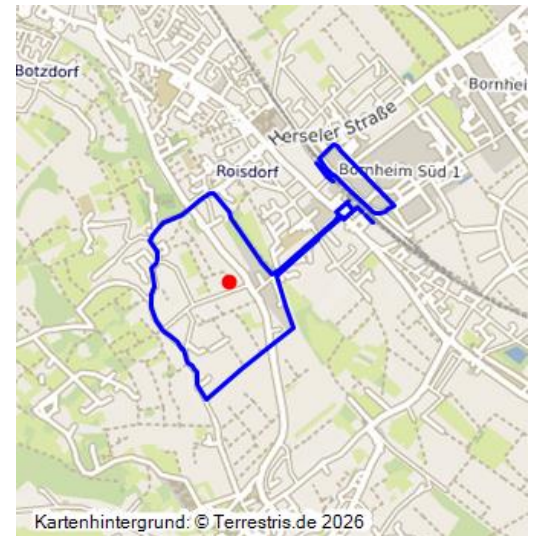 Botzdorf
Bornhei
Herseler Straße
Roisdorf
Bornheim Süd 1
Kartenhintergrund: © Terrestris.de 2026